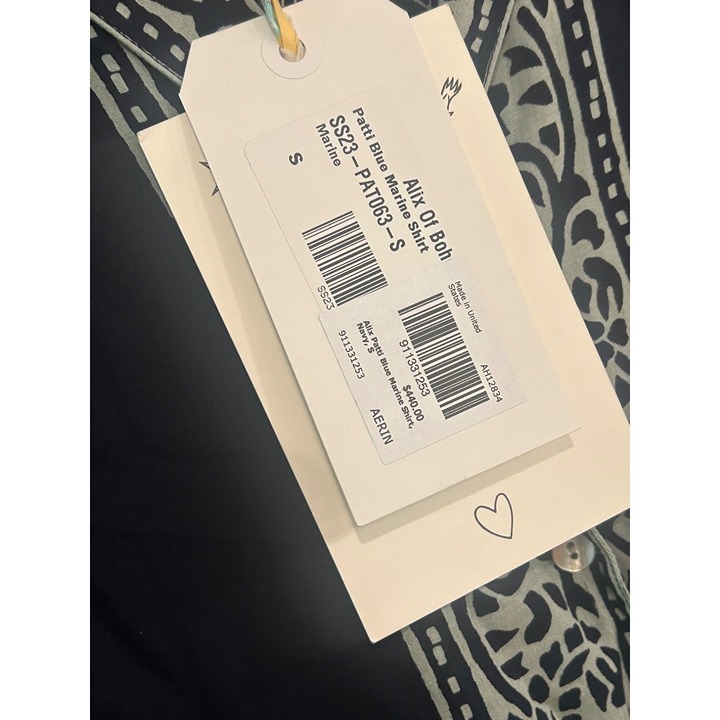 Alix Of Boh
Patti Blue Marine Shirt
SS23-PAT063-S
Marine
S
SS23
Made in United
States
AH12834
911331253
$440.00
Alix Patti Blue Marine Shirt,
Navy, S
911331253
AERIN